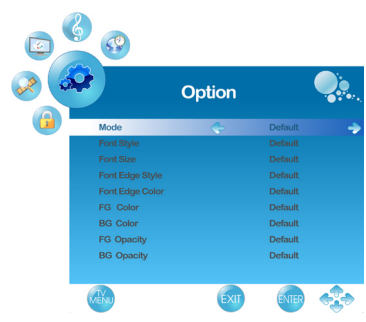 Option
Mode Default
Font Style Default
Font Size Default
Font Edge Style Default
Font Edge Color Default
FG Color Default
BG Color Default
FG Opacity Default
BG Opacity Default
TV MENU EXIT ENTER